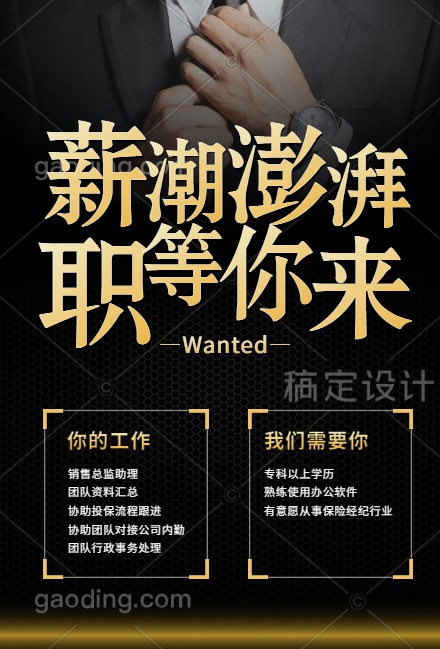 薪潮澎湃
职等你来
Wanted
稿定设计
你的工作
销售总监助理
团队资料汇总
协助投保流程跟进
协助团队对接公司内勤
团队行政事务处理
我们需要你
专科以上学历
熟练使用办公软件
有意愿从事保险经纪行业
gaoding.com
gaoding.com